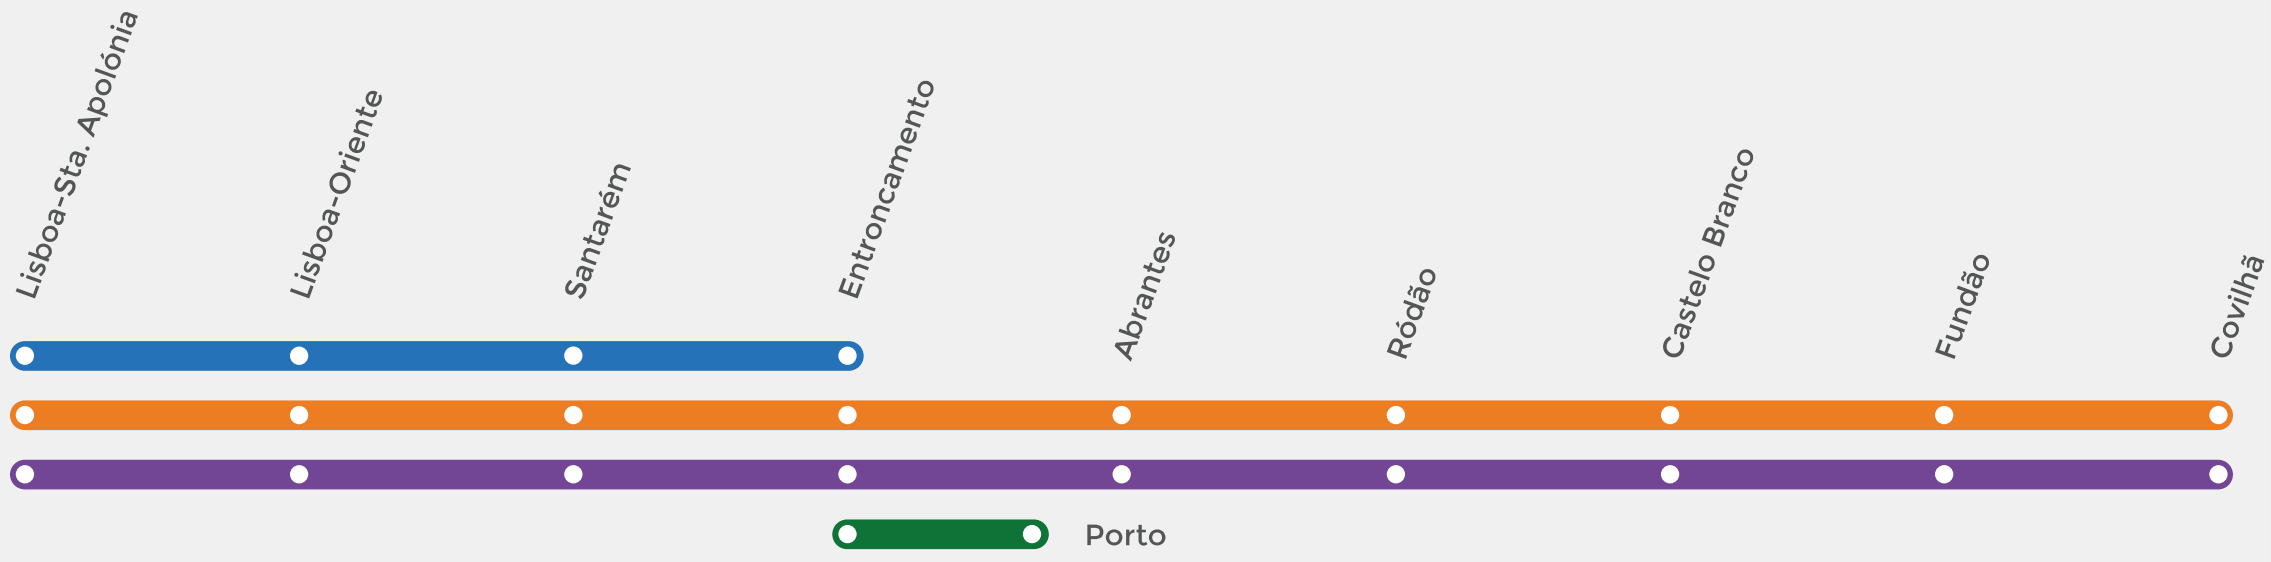 Lisboa-Sta. Apolónia
Lisboa-Oriente
Santarém
Entroncamento
Abrantes
Ródão
Castelo Branco
Fundão
Covilhã
Porto